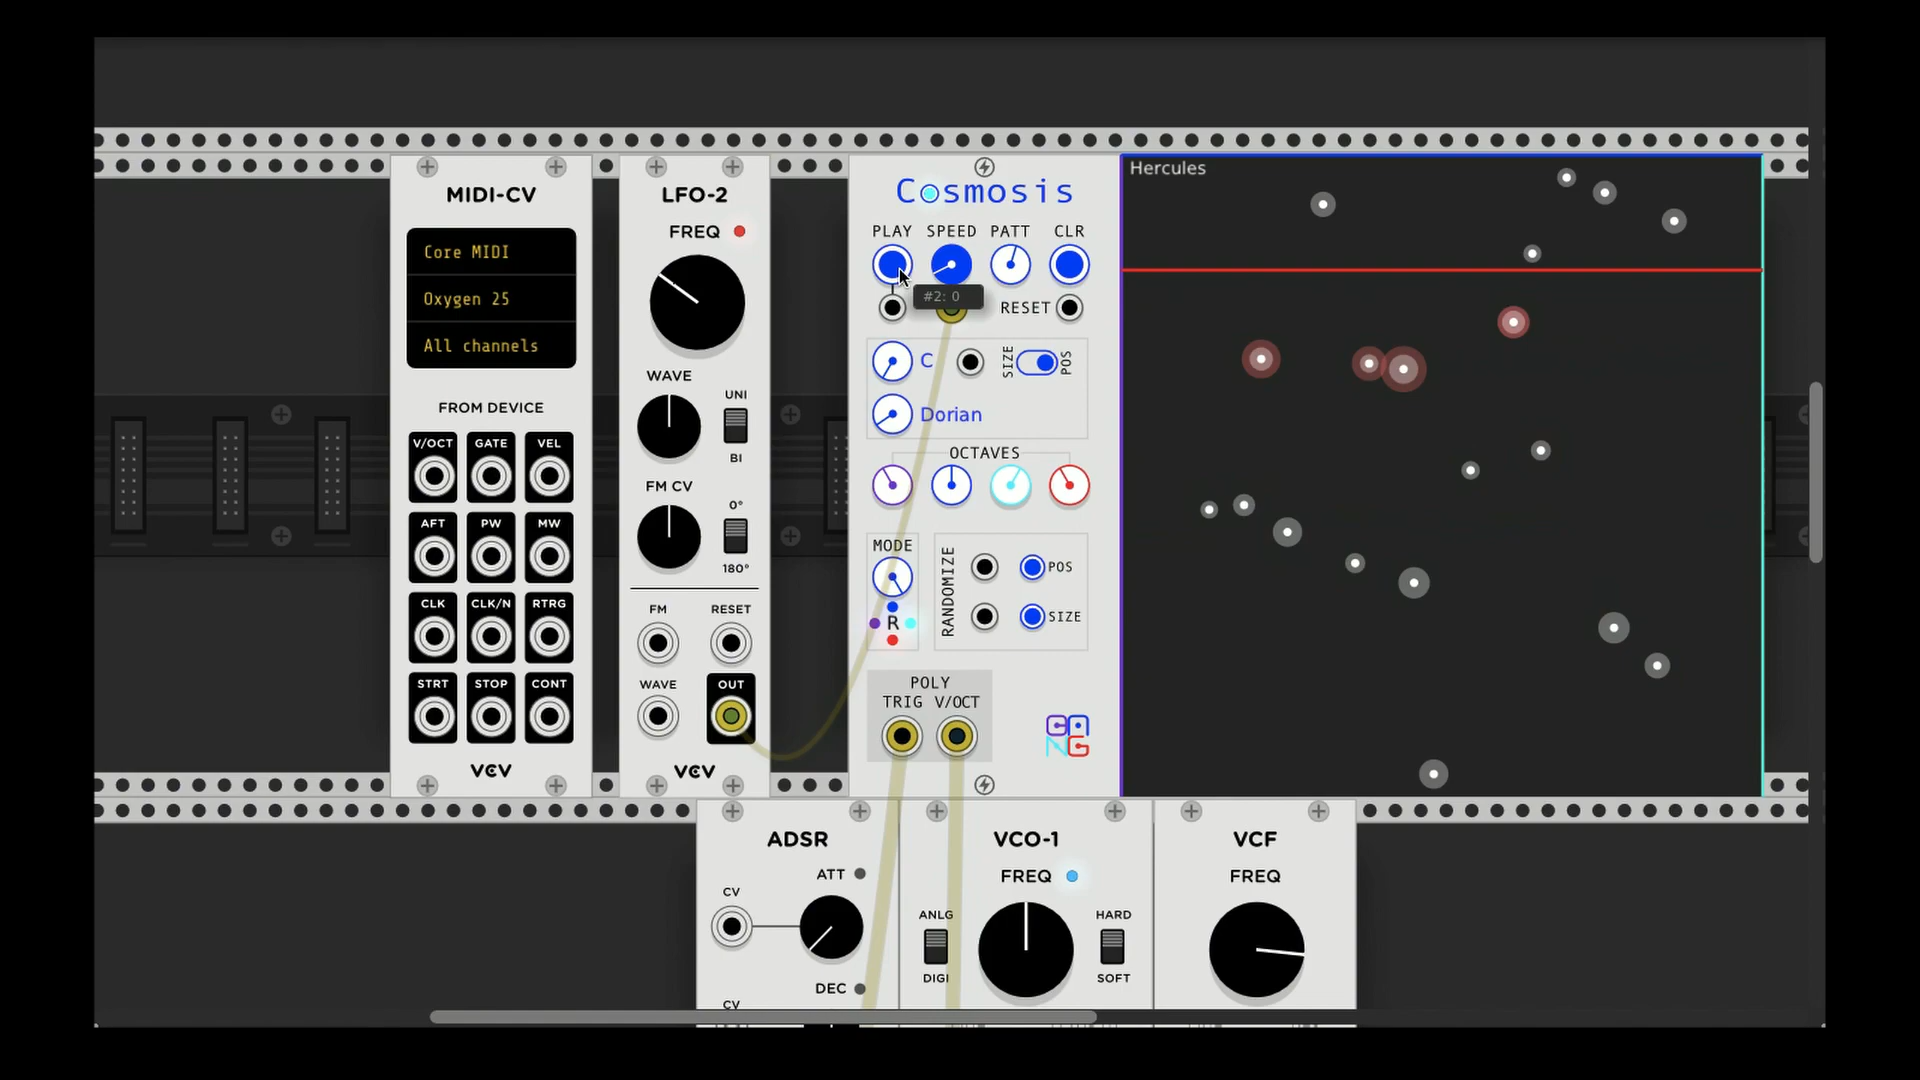 MIDI-CV
Core MIDI
Oxygen 25
All channels
FROM DEVICE
V/OCT GATE VEL
AFT PW MW
CLK CLK/N RTRG
STRT STOP CONT
VCV
LFO-2
FREQ
WAVE
UNI
BI
FM CV
0°
180°
FM RESET
WAVE OUT
VCV
Cosmosis
PLAY SPEED PATT CLR
#2: 0
RESET
C
SIZE
POS
Dorian
OCTAVES
MODE
R
RANDOMIZE
POS
SIZE
POLY
TRIG V/OCT
CANG
Hercules
ADSR
ATT
CV
DEC
CV
VCO-1
FREQ
ANLG
DIGI
HARD
SOFT
VCF
FREQ